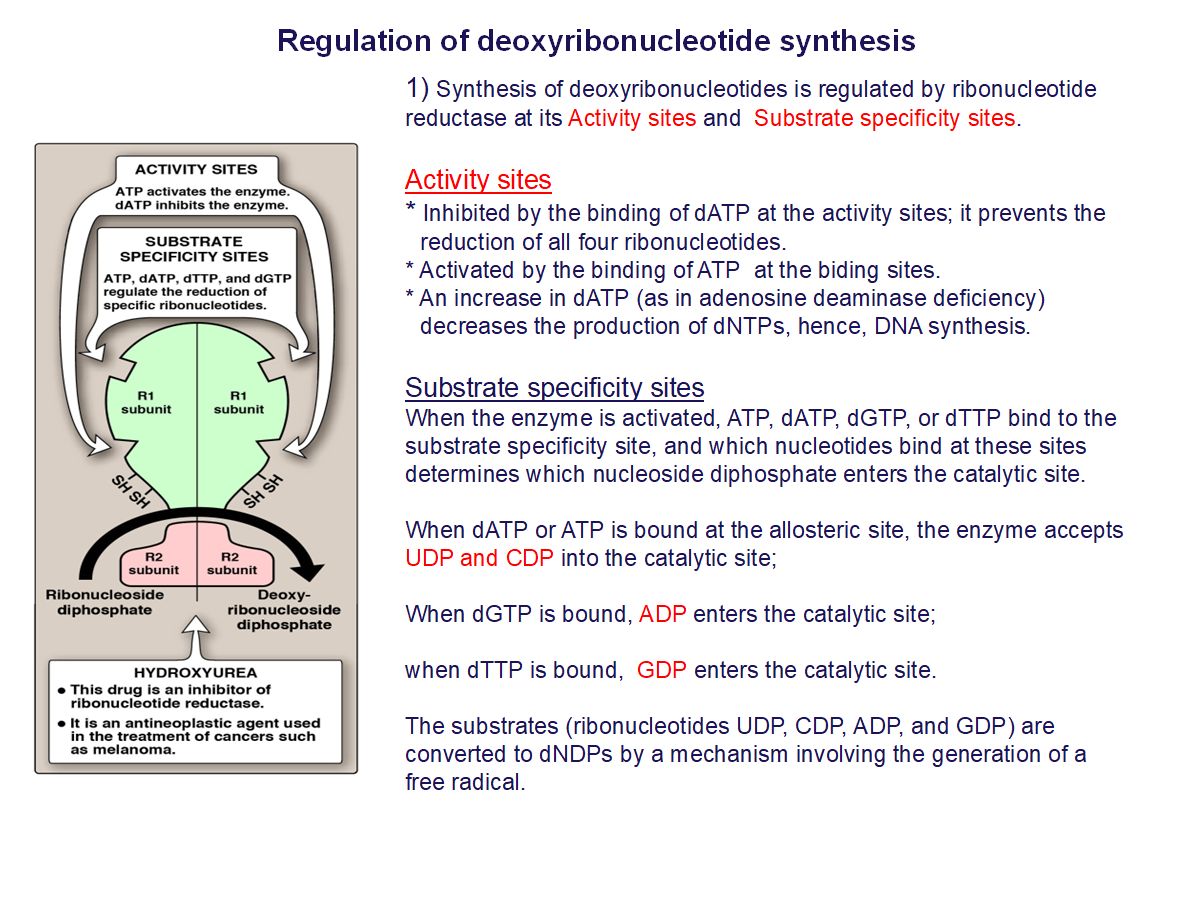 Regulation of deoxyribonucleotide synthesis
1) Synthesis of deoxyribonucleotides is regulated by ribonucleotide
reductase at its Activity sites and Substrate specificity sites.
Activity sites
* Inhibited by the binding of dATP at the activity sites; it prevents the
reduction of all four ribonucleotides.
* Activated by the binding of ATP at the biding sites.
* An increase in dATP (as in adenosine deaminase deficiency)
decreases the production of dNTPs, hence, DNA synthesis.
Substrate specificity sites
When the enzyme is activated, ATP, dATP, dGTP, or dTTP bind to the
substrate specificity site, and which nucleotides bind at these sites
determines which nucleoside diphosphate enters the catalytic site.
When dATP or ATP is bound at the allosteric site, the enzyme accepts
UDP and CDP into the catalytic site;
When dGTP is bound, ADP enters the catalytic site;
when dTTP is bound, GDP enters the catalytic site.
The substrates (ribonucleotides UDP, CDP, ADP, and GDP) are
converted to dNDPs by a mechanism involving the generation of a
free radical.
ACTIVITY SITES
ATP activates the enzyme.
dATP inhibits the enzyme.
SUBSTRATE
SPECIFICITY SITES
ATP, dATP, dTTP, and dGTP
regulate the reduction of
specific ribonucleotides.
R1
subunit
R1
subunit
SH SH
SH SH
R2
subunit
R2
subunit
Ribonucleoside
diphosphate
Deoxy-
ribonucleoside
diphosphate
HYDROXYUREA
● This drug is an inhibitor of
ribonucleotide reductase.
● It is an antineoplastic agent used
in the treatment of cancers such
as melanoma.